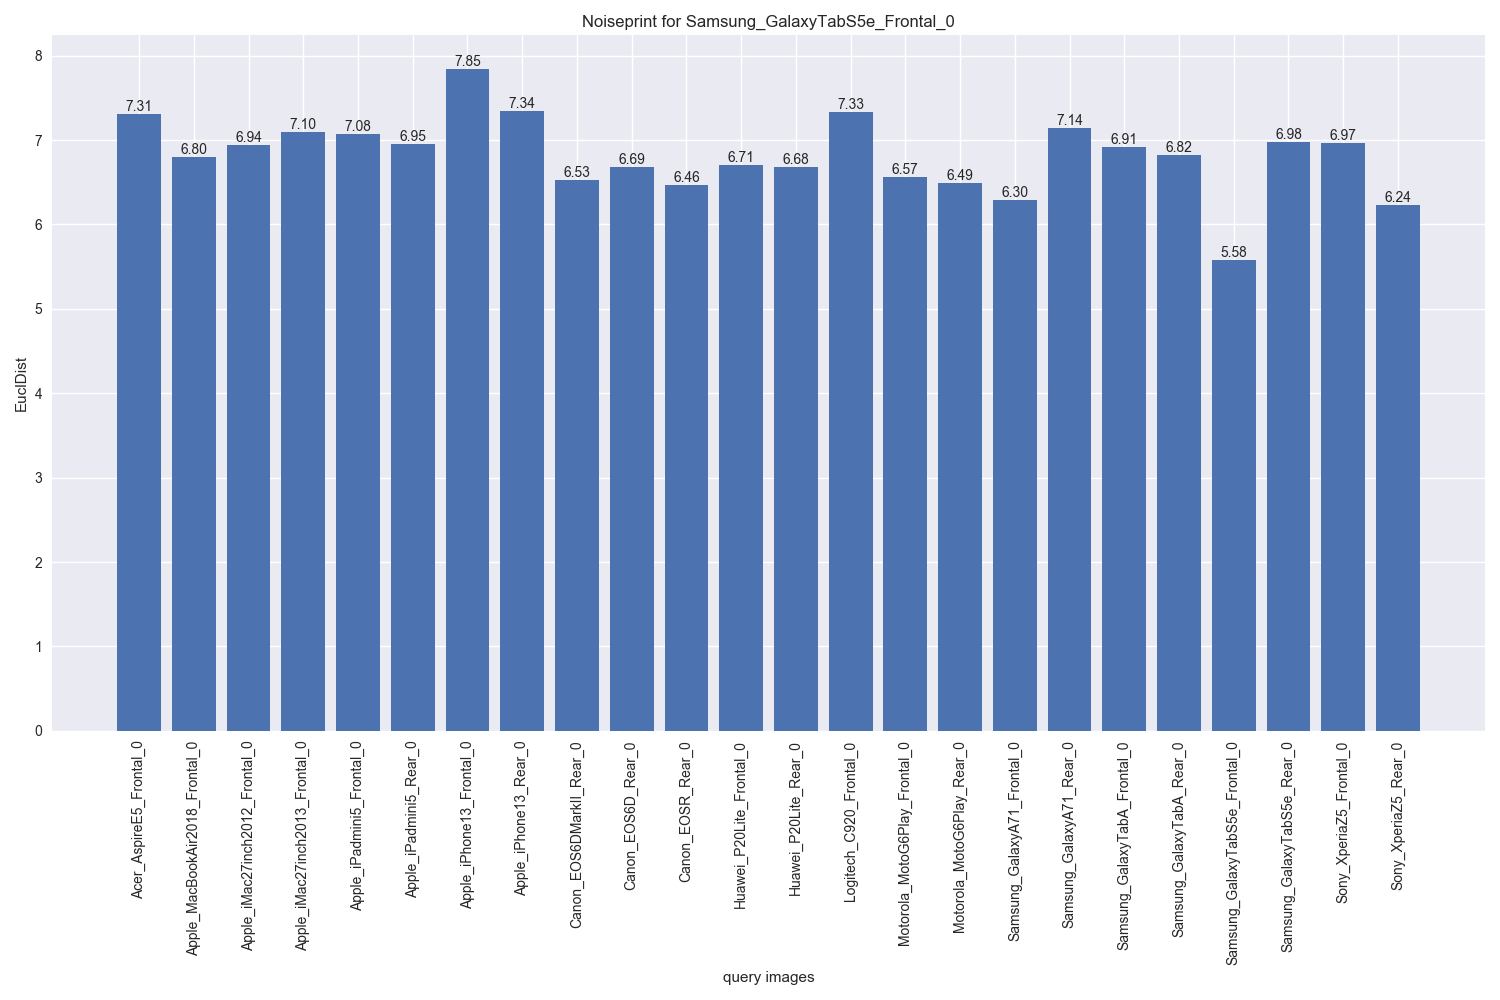 Noiseprint for Samsung_GalaxyTabS5e_Frontal_0
EuclDist
8
7
6
5
4
3
2
1
0
7.31
6.80
6.94
7.10
7.08
6.95
7.85
7.34
6.53
6.69
6.46
6.71
6.68
7.33
6.57
6.49
6.30
7.14
6.91
6.82
5.58
6.98
6.97
6.24
Acer_AspireE5_Frontal_0
Apple_MacBookAir2018_Frontal_0
Apple_iMac27inch2012_Frontal_0
Apple_iMac27inch2013_Frontal_0
Apple_iPadmini5_Frontal_0
Apple_iPadmini5_Rear_0
Apple_iPhone13_Frontal_0
Apple_iPhone13_Rear_0
Canon_EOS6DMarkII_Rear_0
Canon_EOS6D_Rear_0
Canon_EOSR_Rear_0
Huawei_P20Lite_Frontal_0
Huawei_P20Lite_Rear_0
Logitech_C920_Frontal_0
Motorola_MotoG6Play_Frontal_0
Motorola_MotoG6Play_Rear_0
Samsung_GalaxyA71_Frontal_0
Samsung_GalaxyA71_Rear_0
Samsung_GalaxyTabA_Frontal_0
Samsung_GalaxyTabA_Rear_0
Samsung_GalaxyTabS5e_Frontal_0
Samsung_GalaxyTabS5e_Rear_0
Sony_XperiaZ5_Frontal_0
Sony_XperiaZ5_Rear_0
query images